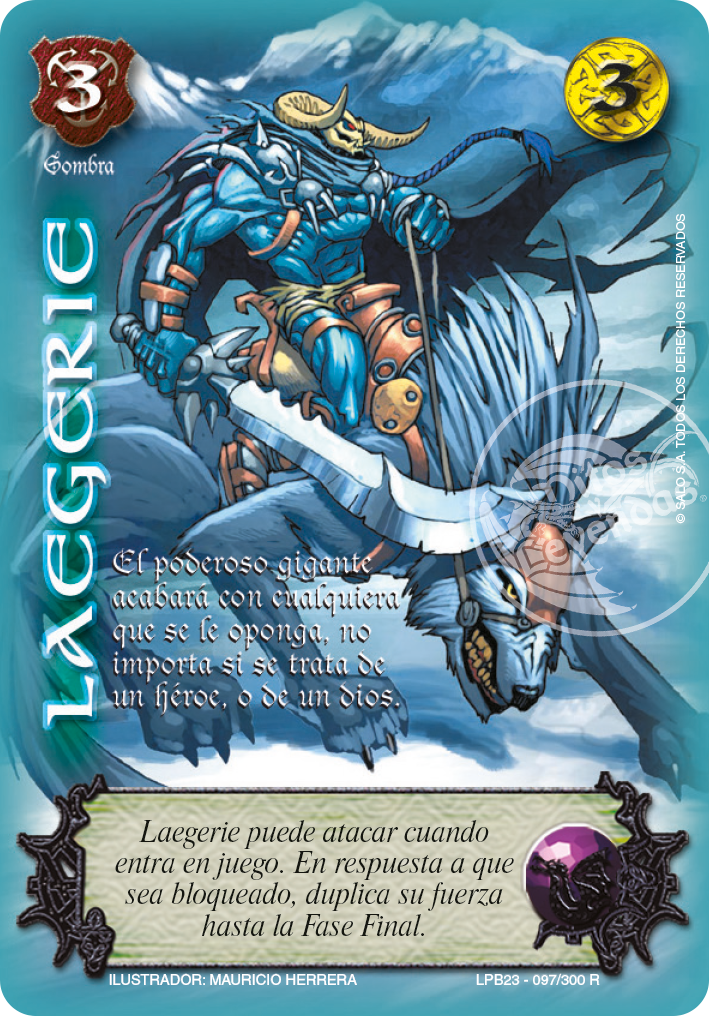 3
3
Sombra
LAEGERIE
© SALO S.A. TODOS LOS DERECHOS RESERVADOS
Mitos y
Leyendas
El poderoso gigante
acabará con cualquiera
que se le oponga, no
importa si se trata de
un héroe, o de un dios.
Laegerie puede atacar cuando
entra en juego. En respuesta a que
sea bloqueado, duplica su fuerza
hasta la Fase Final.
ILUSTRADOR: MAURICIO HERRERA
LPB23 - 097/300 R